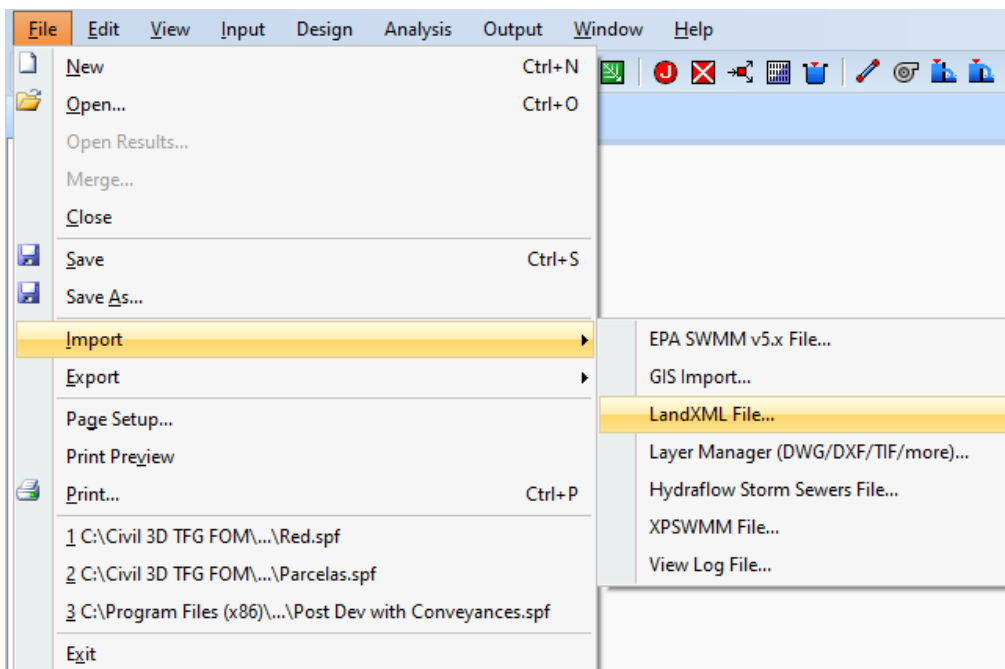 File Edit View Input Design Analysis Output Window Help
New Ctrl+N
Open... Ctrl+O
Open Results...
Merge...
Close
Save Ctrl+S
Save As...
Import
Export
Page Setup...
Print Preview
Print... Ctrl+P
1 C:\Civil 3D TFG FOM\...\Red.spf
2 C:\Civil 3D TFG FOM\...\Parcelas.spf
3 C:\Program Files (x86)\...\Post Dev with Conveyances.spf
Exit
EPA SWMM v5.x File...
GIS Import...
LandXML File...
Layer Manager (DWG/DXF/TIF/more)...
Hydraflow Storm Sewers File...
XPSWMM File...
View Log File...